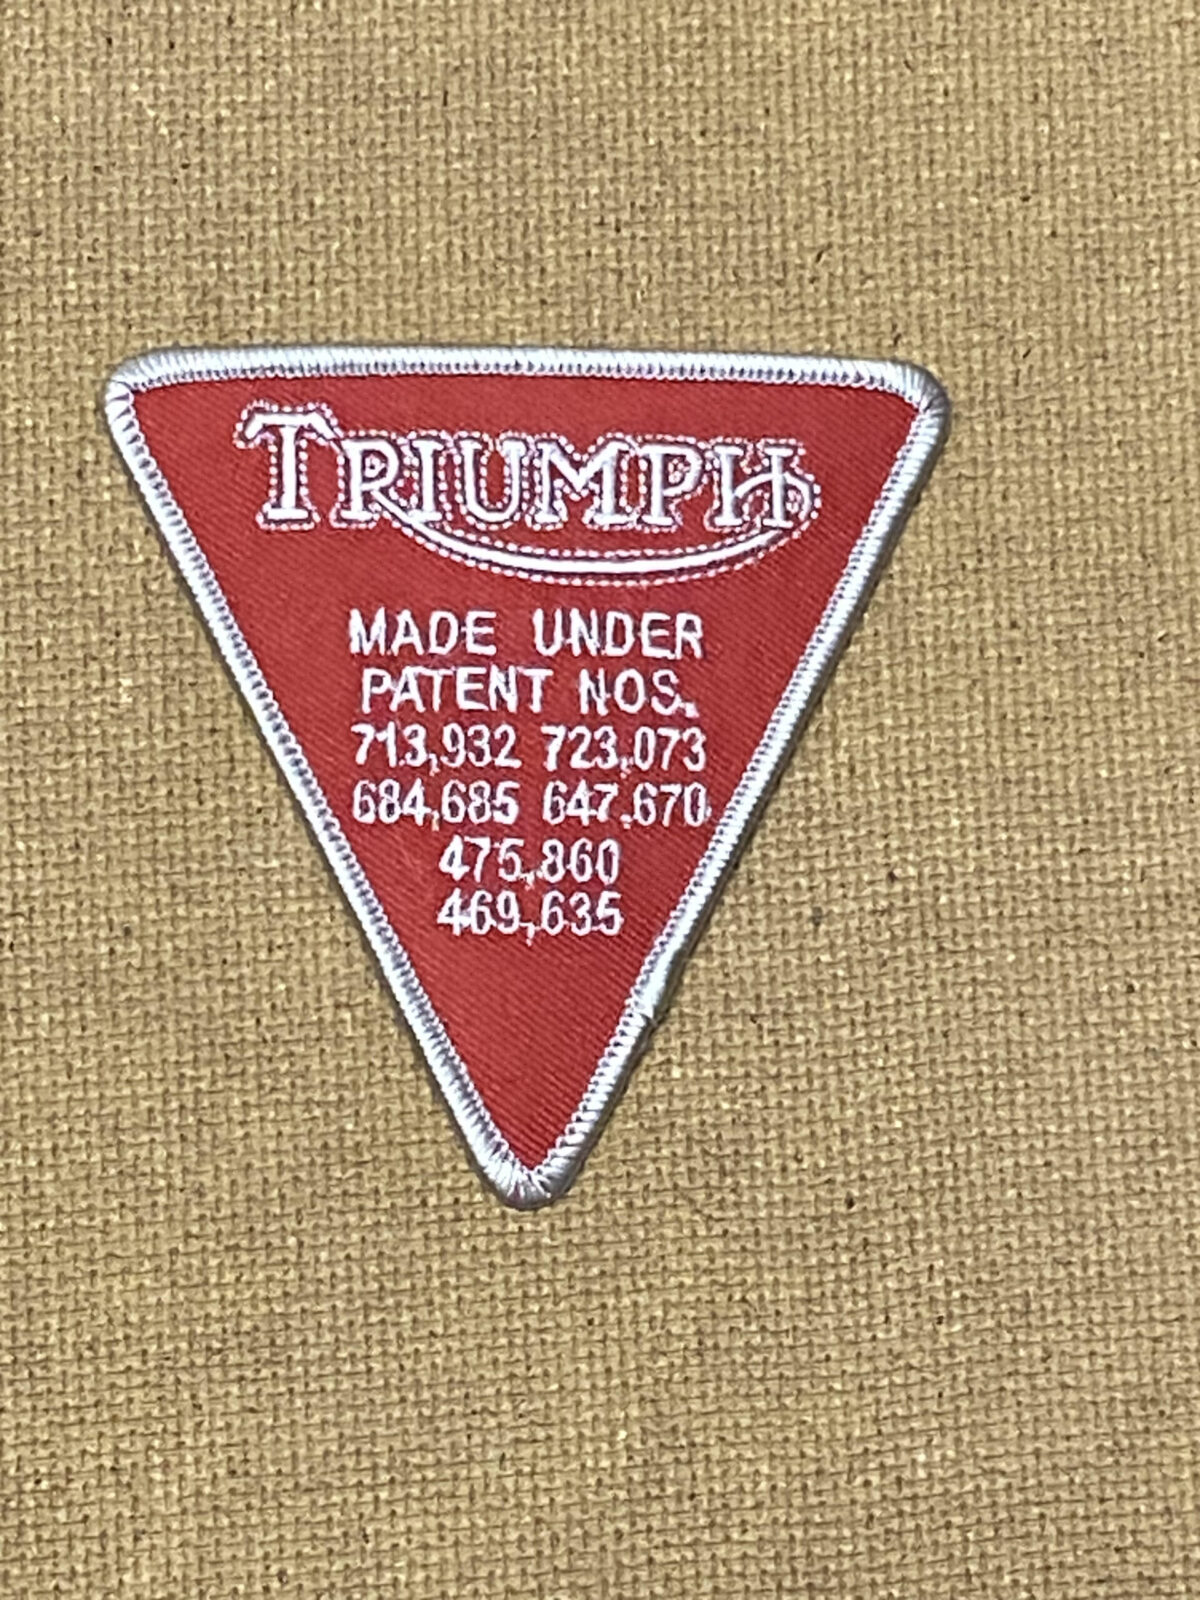 TRIUMPH
MADE UNDER
PATENT NOS.
713,932 723,073
684,685 647,670
475,860
469,635